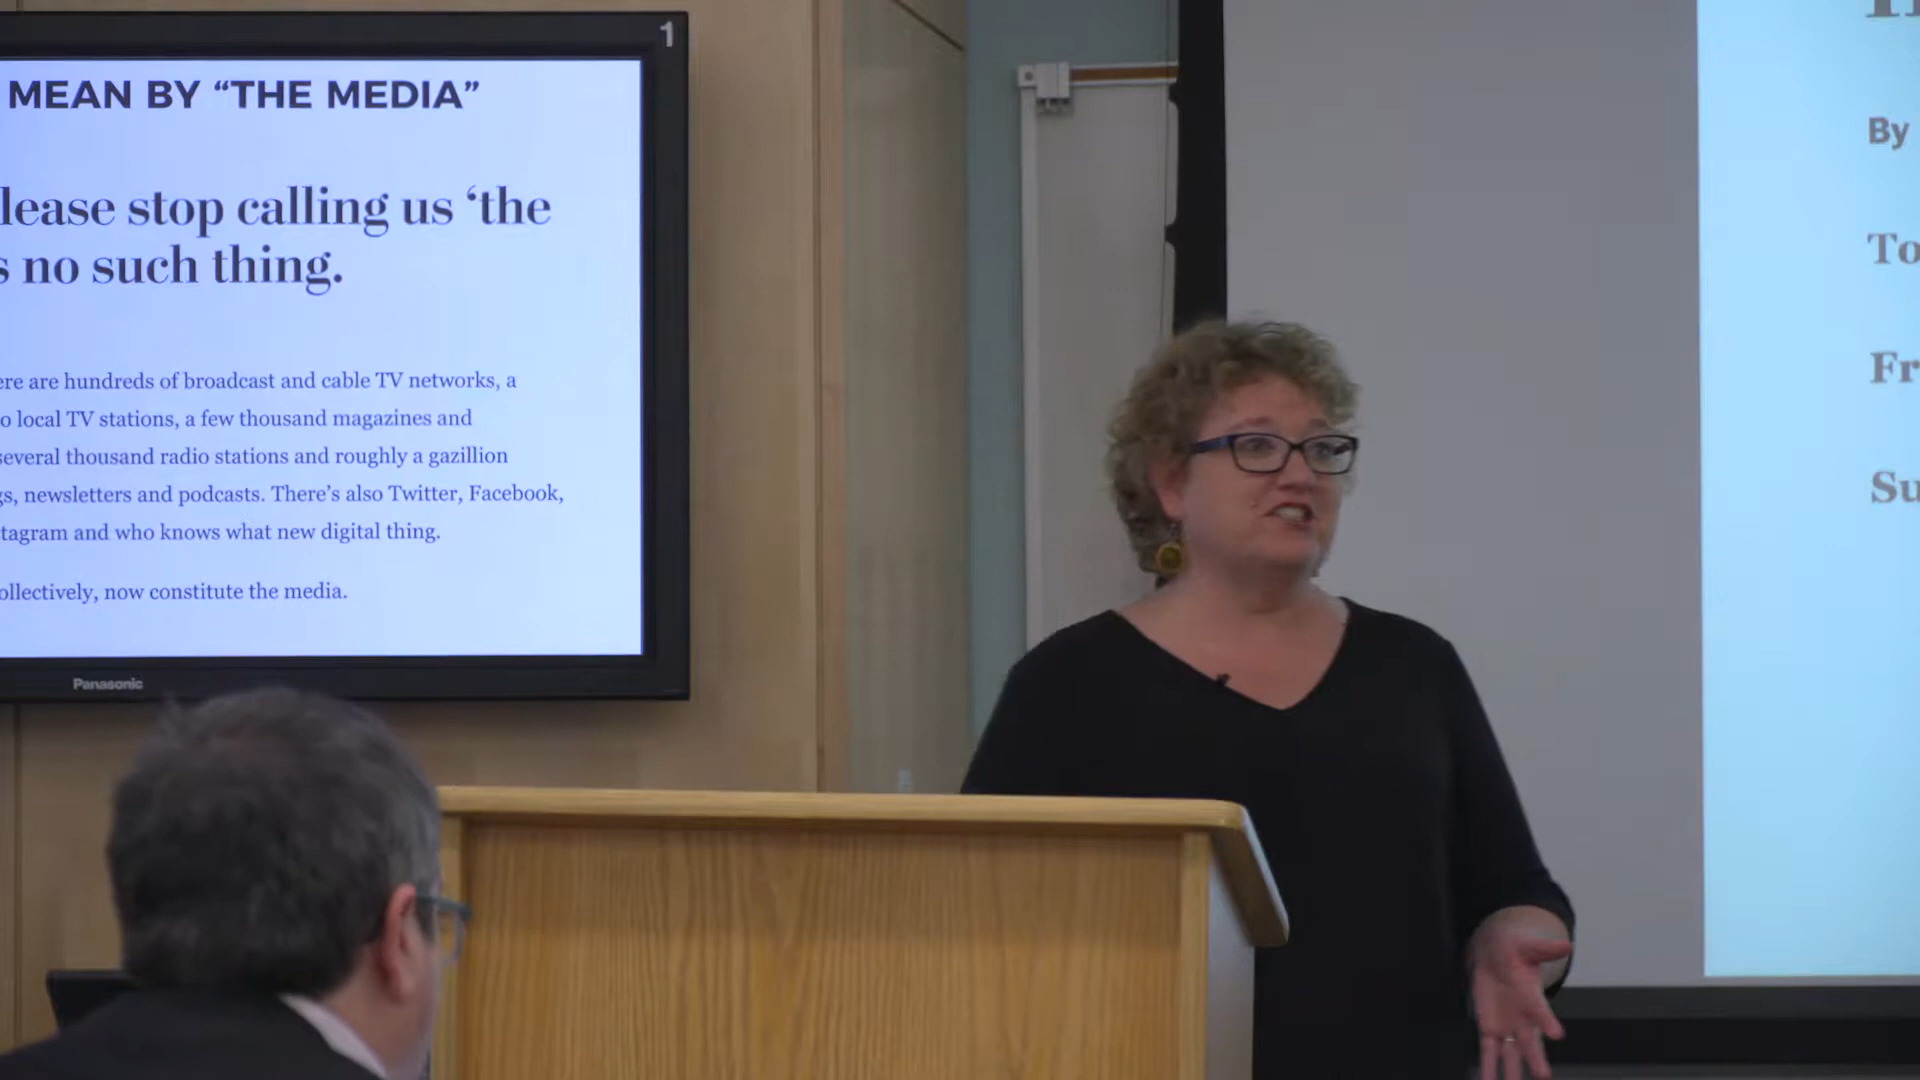 1
MEAN BY “THE MEDIA”
lease stop calling us ‘the
s no such thing.
ere are hundreds of broadcast and cable TV networks, a
o local TV stations, a few thousand magazines and
several thousand radio stations and roughly a gazillion
gs, newsletters and podcasts. There’s also Twitter, Facebook,
tagram and who knows what new digital thing.
ollectively, now constitute the media.
Panasonic
By
To
Fr
Su